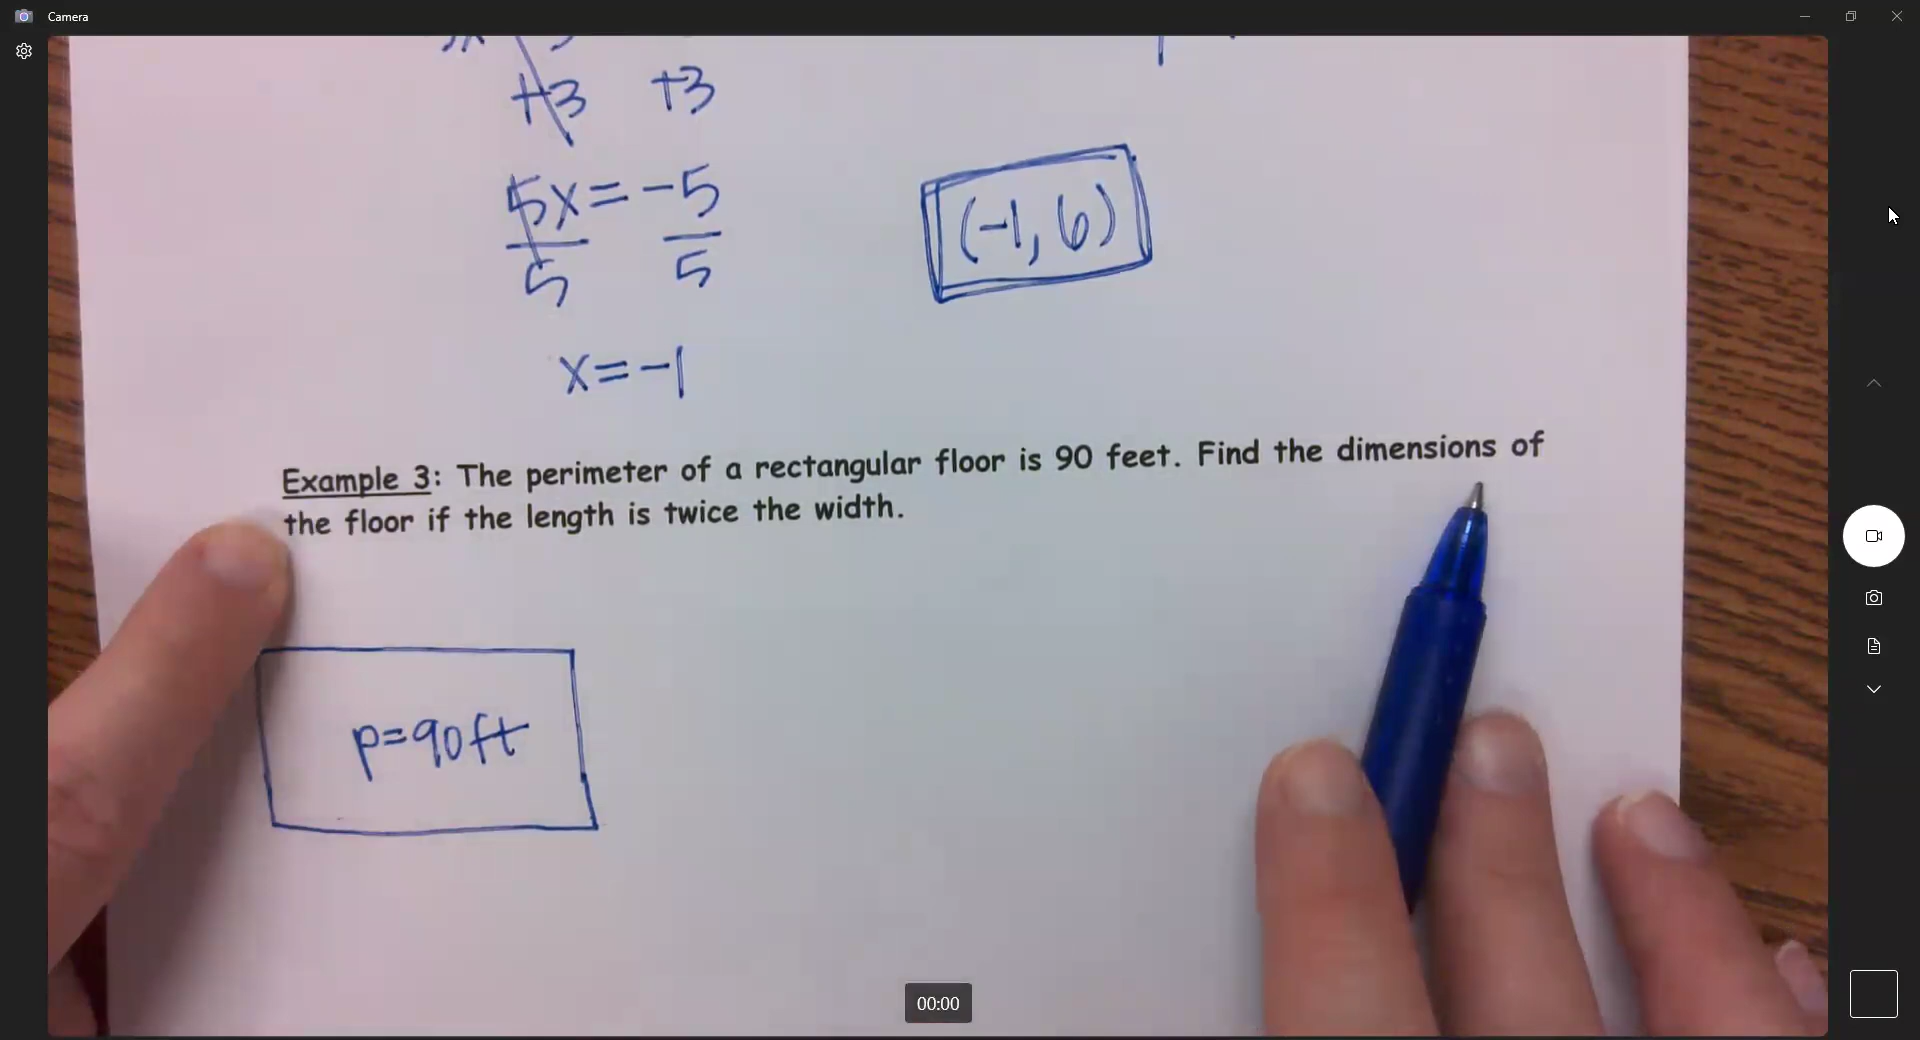 Camera
+3 +3
5x = -5
5 5
(-1, 6)
x = -1
Example 3: The perimeter of a rectangular floor is 90 feet. Find the dimensions of
the floor if the length is twice the width.
p=90ft
00:00